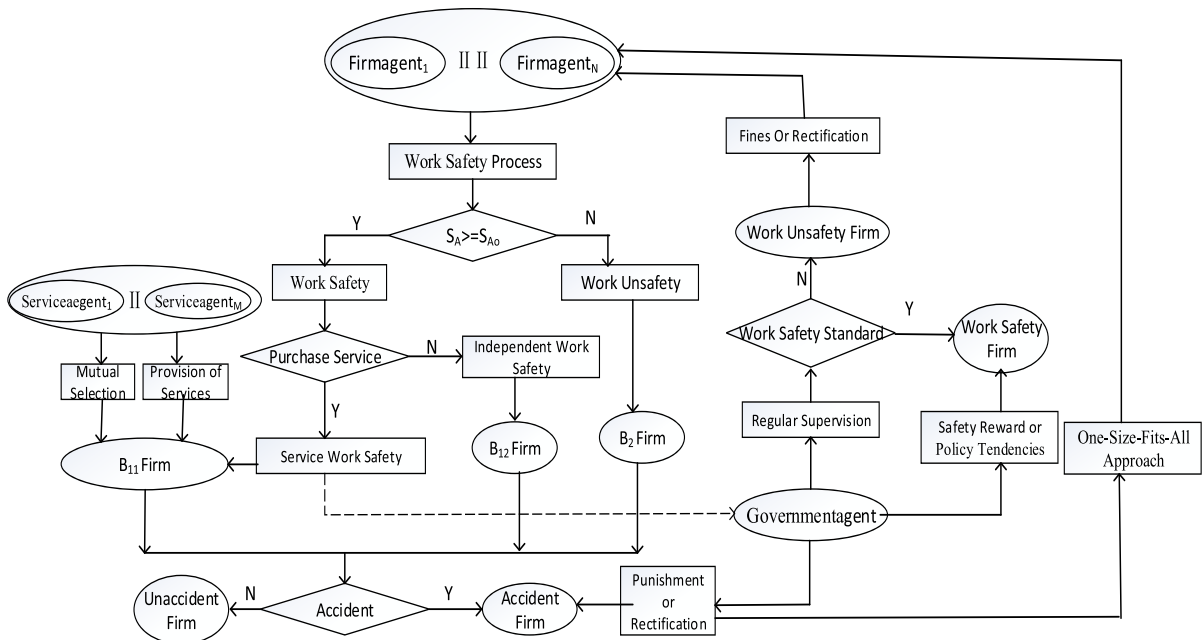 Firmagent1
II II
FirmagentN
Work Safety Process
Fines Or Rectification
Y
SA>=SAo
N
Work Unsafety Firm
Work Safety
Work Unsafety
N
Serviceaegent1
II
ServiceagentM
Work Safety Standard
Y
Work Safety
Firm
Purchase Service
N
Independent Work
Safety
Mutual
Selection
Provision of
Services
Y
Regular Supervision
Safety Reward or
Policy Tendencies
One-Size-Fits-All
Approach
B11 Firm
Service Work Safety
B12 Firm
B2 Firm
Governmentagent
Unaccident
Firm
N
Accident
Y
Accident
Firm
Punishment
or
Rectification